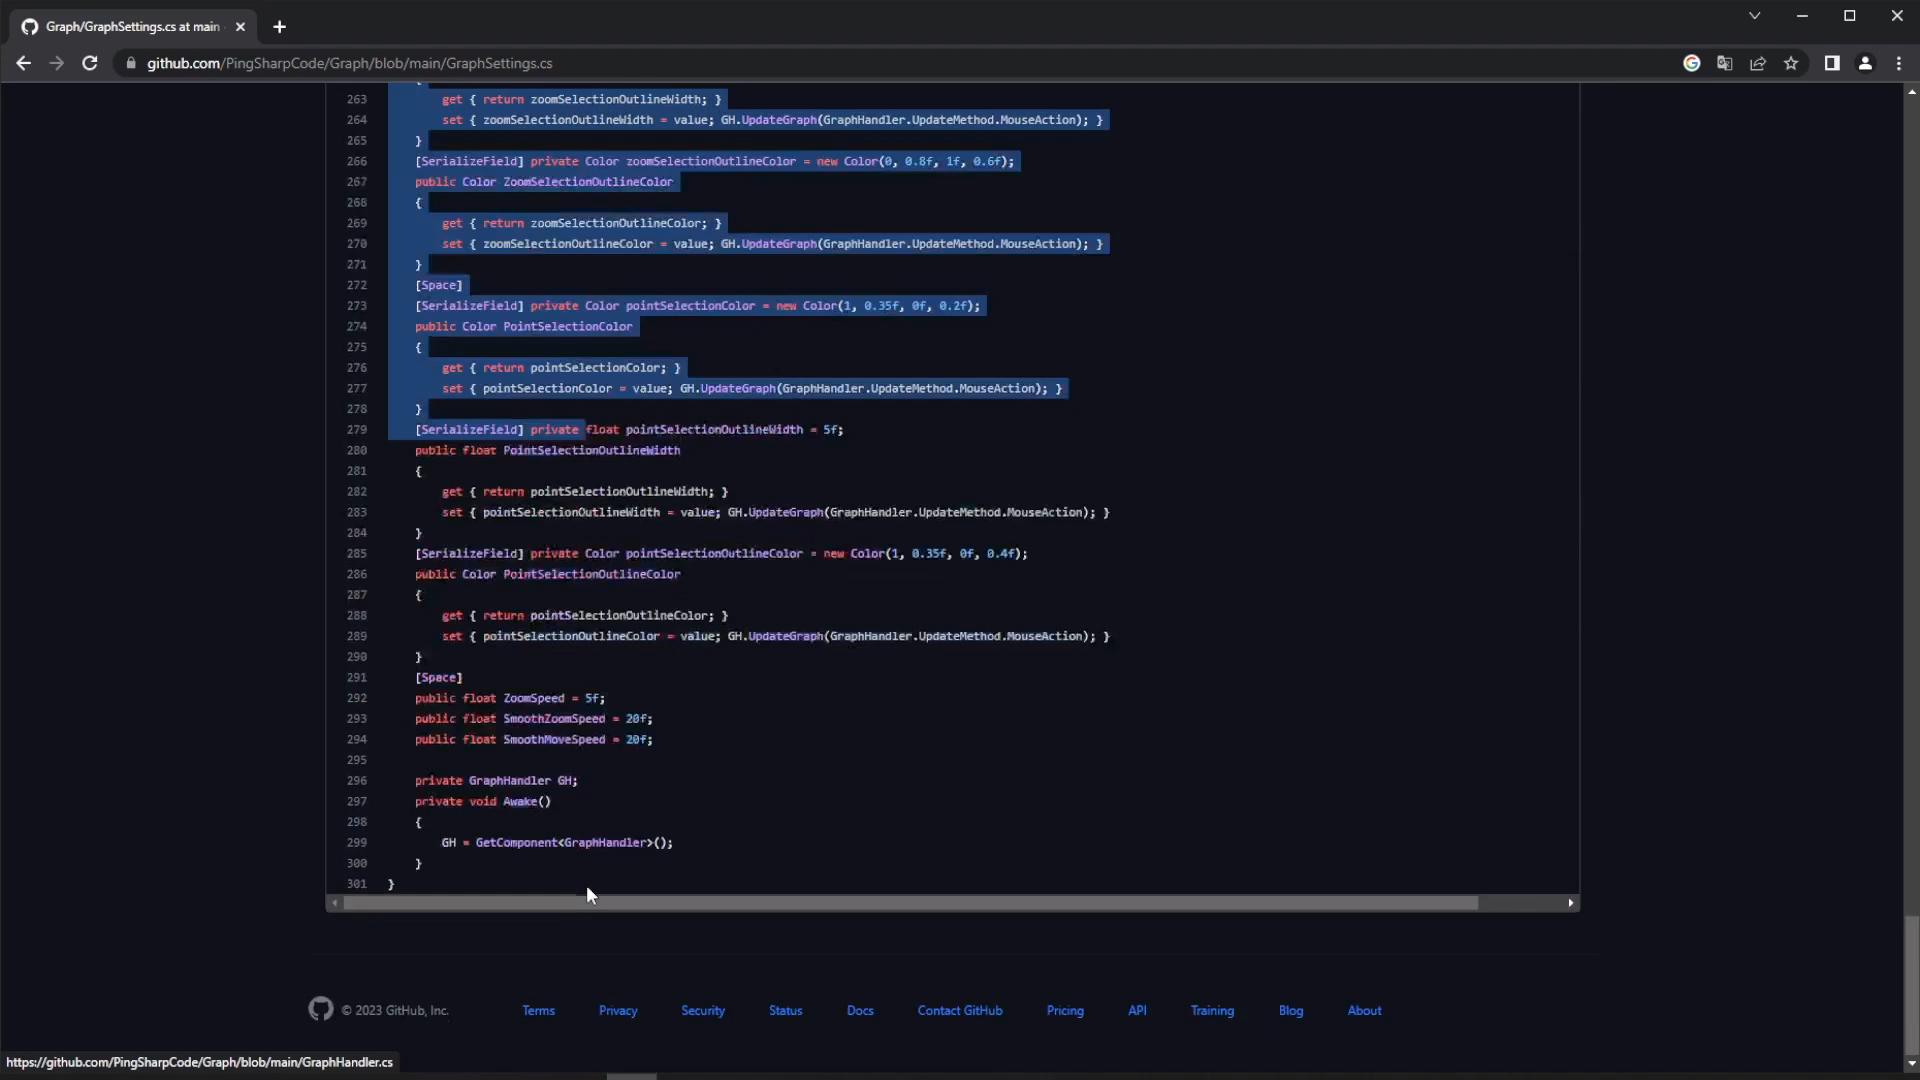 Graph/GraphSettings.cs at main
github.com/PingSharpCode/Graph/blob/main/GraphSettings.cs
{
263 get { return zoomSelectionOutlineWidth; }
264 set { zoomSelectionOutlineWidth = value; GH.UpdateGraph(GraphHandler.UpdateMethod.MouseAction); }
265 }
266 [SerializeField] private Color zoomSelectionOutlineColor = new Color(0, 0.8f, 1f, 0.6f);
267 public Color ZoomSelectionOutlineColor
268 {
269 get { return zoomSelectionOutlineColor; }
270 set { zoomSelectionOutlineColor = value; GH.UpdateGraph(GraphHandler.UpdateMethod.MouseAction); }
271 }
272 [Space]
273 [SerializeField] private Color pointSelectionColor = new Color(1, 0.35f, 0f, 0.2f);
274 public Color PointSelectionColor
275 {
276 get { return pointSelectionColor; }
277 set { pointSelectionColor = value; GH.UpdateGraph(GraphHandler.UpdateMethod.MouseAction); }
278 }
279 [SerializeField] private float pointSelectionOutlineWidth = 5f;
280 public float PointSelectionOutlineWidth
281 {
282 get { return pointSelectionOutlineWidth; }
283 set { pointSelectionOutlineWidth = value; GH.UpdateGraph(GraphHandler.UpdateMethod.MouseAction); }
284 }
285 [SerializeField] private Color pointSelectionOutlineColor = new Color(1, 0.35f, 0f, 0.4f);
286 public Color PointSelectionOutlineColor
287 {
288 get { return pointSelectionOutlineColor; }
289 set { pointSelectionOutlineColor = value; GH.UpdateGraph(GraphHandler.UpdateMethod.MouseAction); }
290 }
291 [Space]
292 public float ZoomSpeed = 5f;
293 public float SmoothZoomSpeed = 20f;
294 public float SmoothMoveSpeed = 20f;
295
296 private GraphHandler GH;
297 private void Awake()
298 {
299 GH = GetComponent<GraphHandler>();
300 }
301 }
© 2023 GitHub, Inc. Terms Privacy Security Status Docs Contact GitHub Pricing API Training Blog About
https://github.com/PingSharpCode/Graph/blob/main/GraphHandler.cs